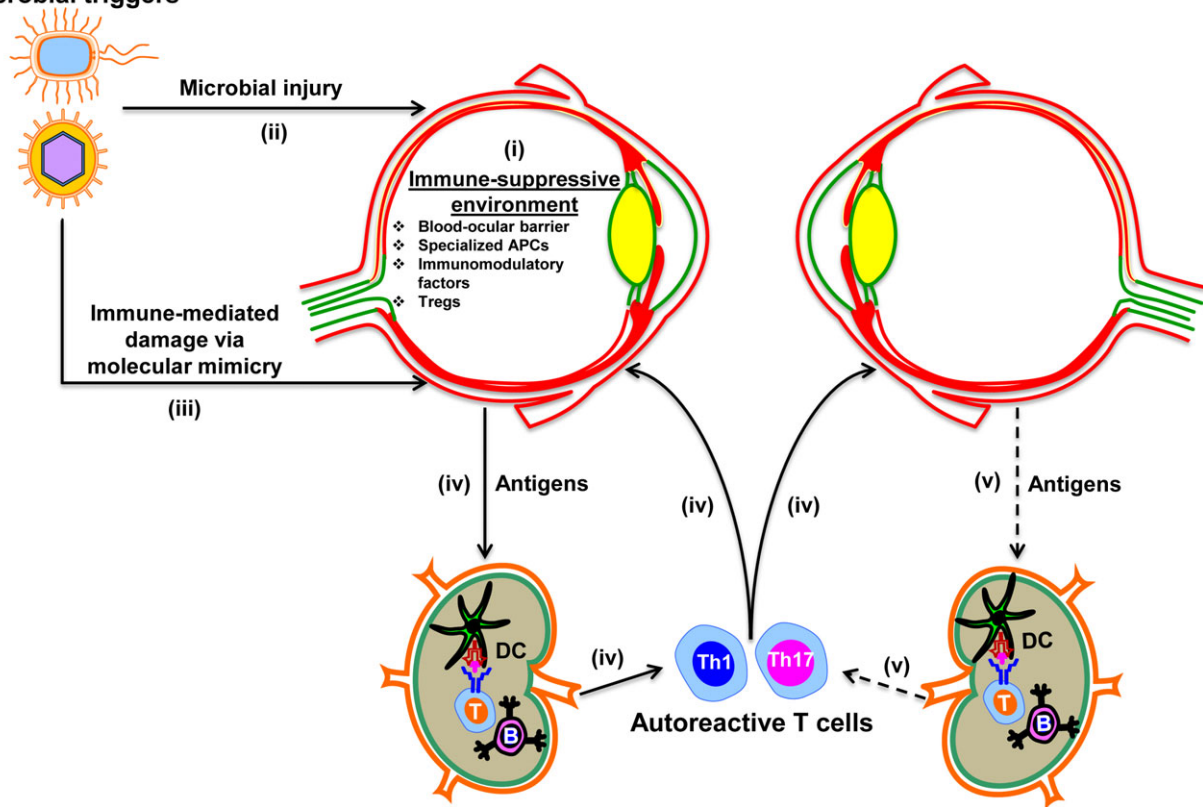 Microbial injury
(ii)
(i)
Immune-suppressive
environment
❖ Blood-ocular barrier
❖ Specialized APCs
❖ Immunomodulatory
factors
❖ Tregs
Immune-mediated
damage via
molecular mimicry
(iii)
(iv) Antigens
(iv)
(iv)
(v)
Antigens
DC
T
B
(iv)
Th1
Th17
(v)
DC
T
B
Autoreactive T cells